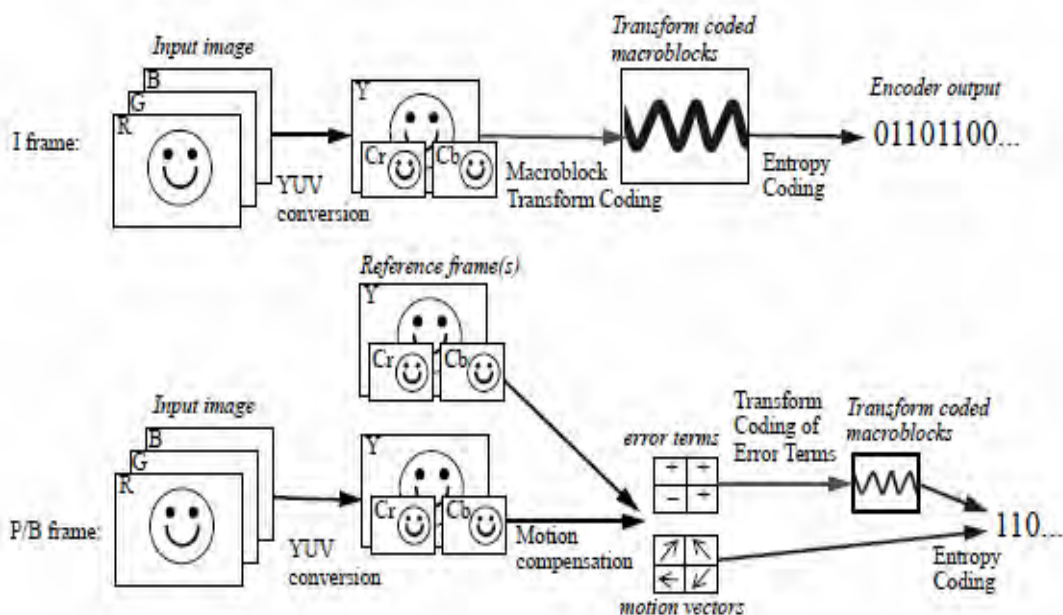 Input image
B
G
R
I frame:
YUV
conversion
Y
Cr
Cb
Macroblock
Transform Coding
Transform coded
macroblocks
Entropy
Coding
Encoder output
01101100...
Reference frame(s)
Y
Cr
Cb
Input image
B
G
R
P/B frame:
YUV
conversion
Y
Cr
Cb
Motion
compensation
error terms
+ +
− +
motion vectors
Transform
Coding of
Error Terms
Transform coded
macroblocks
Entropy
Coding
110...